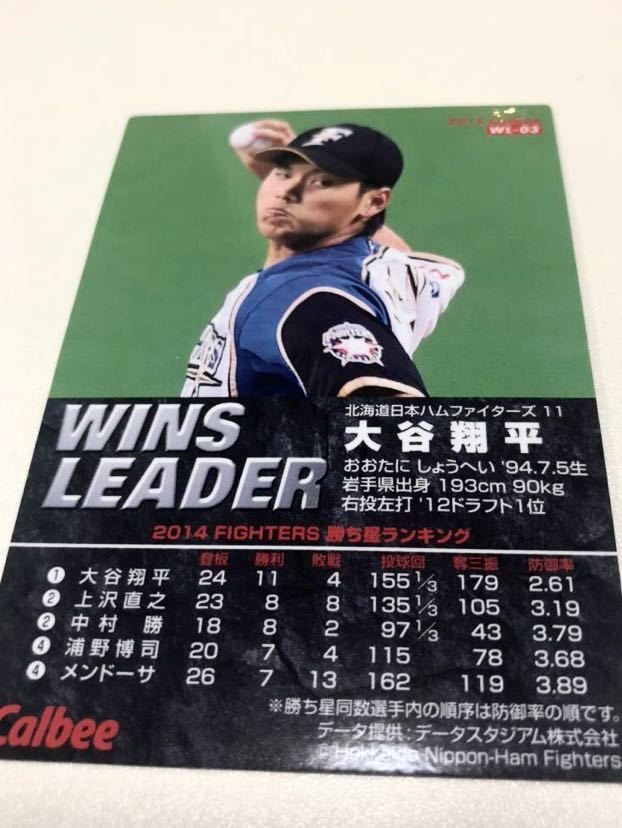 WL-03
WINS
LEADER
北海道日本ハムファイターズ 11
大谷翔平
おおたに しょうへい '94.7.5生
岩手県出身 193cm 90kg
右投左打 '12ドラフト1位
2014 FIGHTERS 勝ち星ランキング
登板 勝利 敗戦 投球回 奪三振 防御率
① 大谷翔平 24 11 4 155 1/3 179 2.61
② 上沢直之 23 8 8 135 1/3 105 3.19
② 中村 勝 18 8 2 97 1/3 43 3.79
④ 浦野博司 20 7 4 115 78 3.68
④ メンドーサ 26 7 13 162 119 3.89
※勝ち星同数選手内の順序は防御率の順です。
データ提供：データスタジアム株式会社
© Hokkaido Nippon-Ham Fighters
Calbee